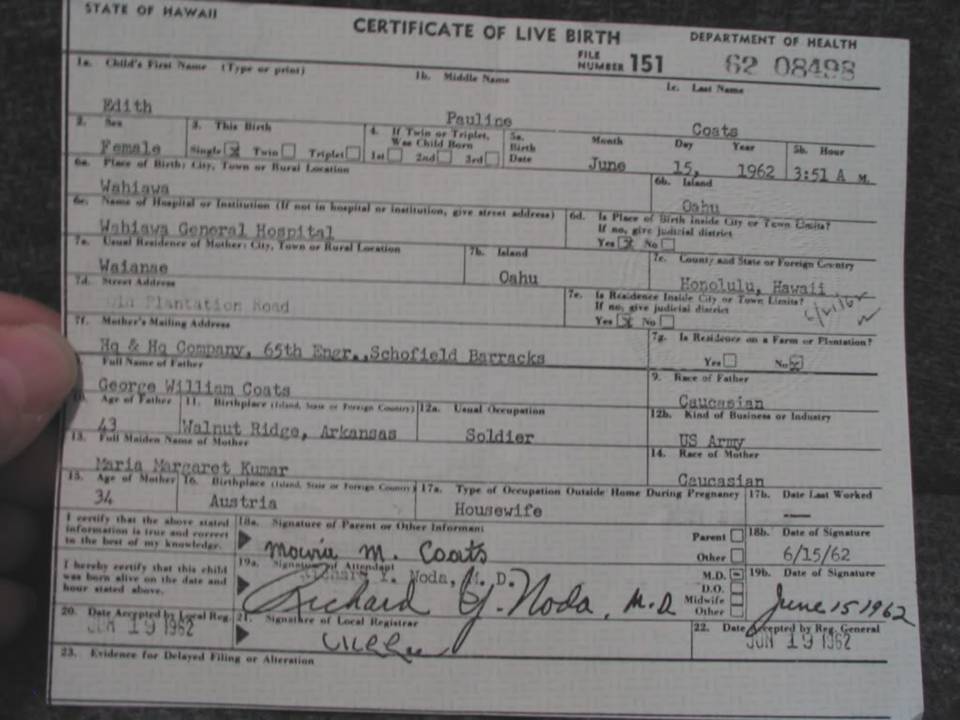 STATE OF HAWAII
CERTIFICATE OF LIVE BIRTH
DEPARTMENT OF HEALTH
FILE NUMBER 151 62 08498
1a. Child's First Name (Type or print) 1b. Middle Name 1c. Last Name
Edith Pauline Coats
2. Sex 3. This Birth 4. If Twin or Triplet, Was Child Born 5a. Birth Date Month Day Year 5b. Hour
Female Single Twin Triplet 1st 2nd 3rd June 15, 1962 3:51 A M.
6a. Place of Birth: City, Town or Rural Location 6b. Island
Wahiawa Oahu
6c. Name of Hospital or Institution (If not in hospital or institution, give street address) 6d. Is Place of Birth inside City or Town Limits? If no, give judicial district
Wahiawa General Hospital Yes No
7a. Usual Residence of Mother: City, Town or Rural Location 7b. Island 7c. County and State or Foreign Country
Waianae Oahu Honolulu, Hawaii
7d. Street Address 7e. Is Residence Inside City or Town Limits? If no, give judicial district
Plantation Road Yes No
7f. Mother's Mailing Address 7g. Is Residence on a Farm or Plantation?
Hq & Hq Company, 65th Engr., Schofield Barracks Yes No
Full Name of Father 9. Race of Father
George William Coats Caucasian
10. Age of Father 11. Birthplace (Island, State or Foreign Country) 12a. Usual Occupation 12b. Kind of Business or Industry
43 Walnut Ridge, Arkansas Soldier US Army
13. Full Maiden Name of Mother 14. Race of Mother
Maria Margaret Kumar Caucasian
15. Age of Mother 16. Birthplace (Island, State or Foreign Country) 17a. Type of Occupation Outside Home During Pregnancy 17b. Date Last Worked
34 Austria Housewife --
I certify that the above stated information is true and correct to the best of my knowledge. 18a. Signature of Parent or Other Informant Parent Other 18b. Date of Signature
M. Coats 6/15/62
I hereby certify that this child was born alive on the date and hour stated above. 19a. Signature of Attendant M.D. D.O. Midwife Other 19b. Date of Signature
Richard Y. Noda, M. D.
Richard Y. Noda, M.D June 15 1962
20. Date Accepted by Local Reg. 21. Signature of Local Registrar 22. Date Accepted by Reg. General
JUN 19 1962 JUN 19 1962
23. Evidence for Delayed Filing or Alteration